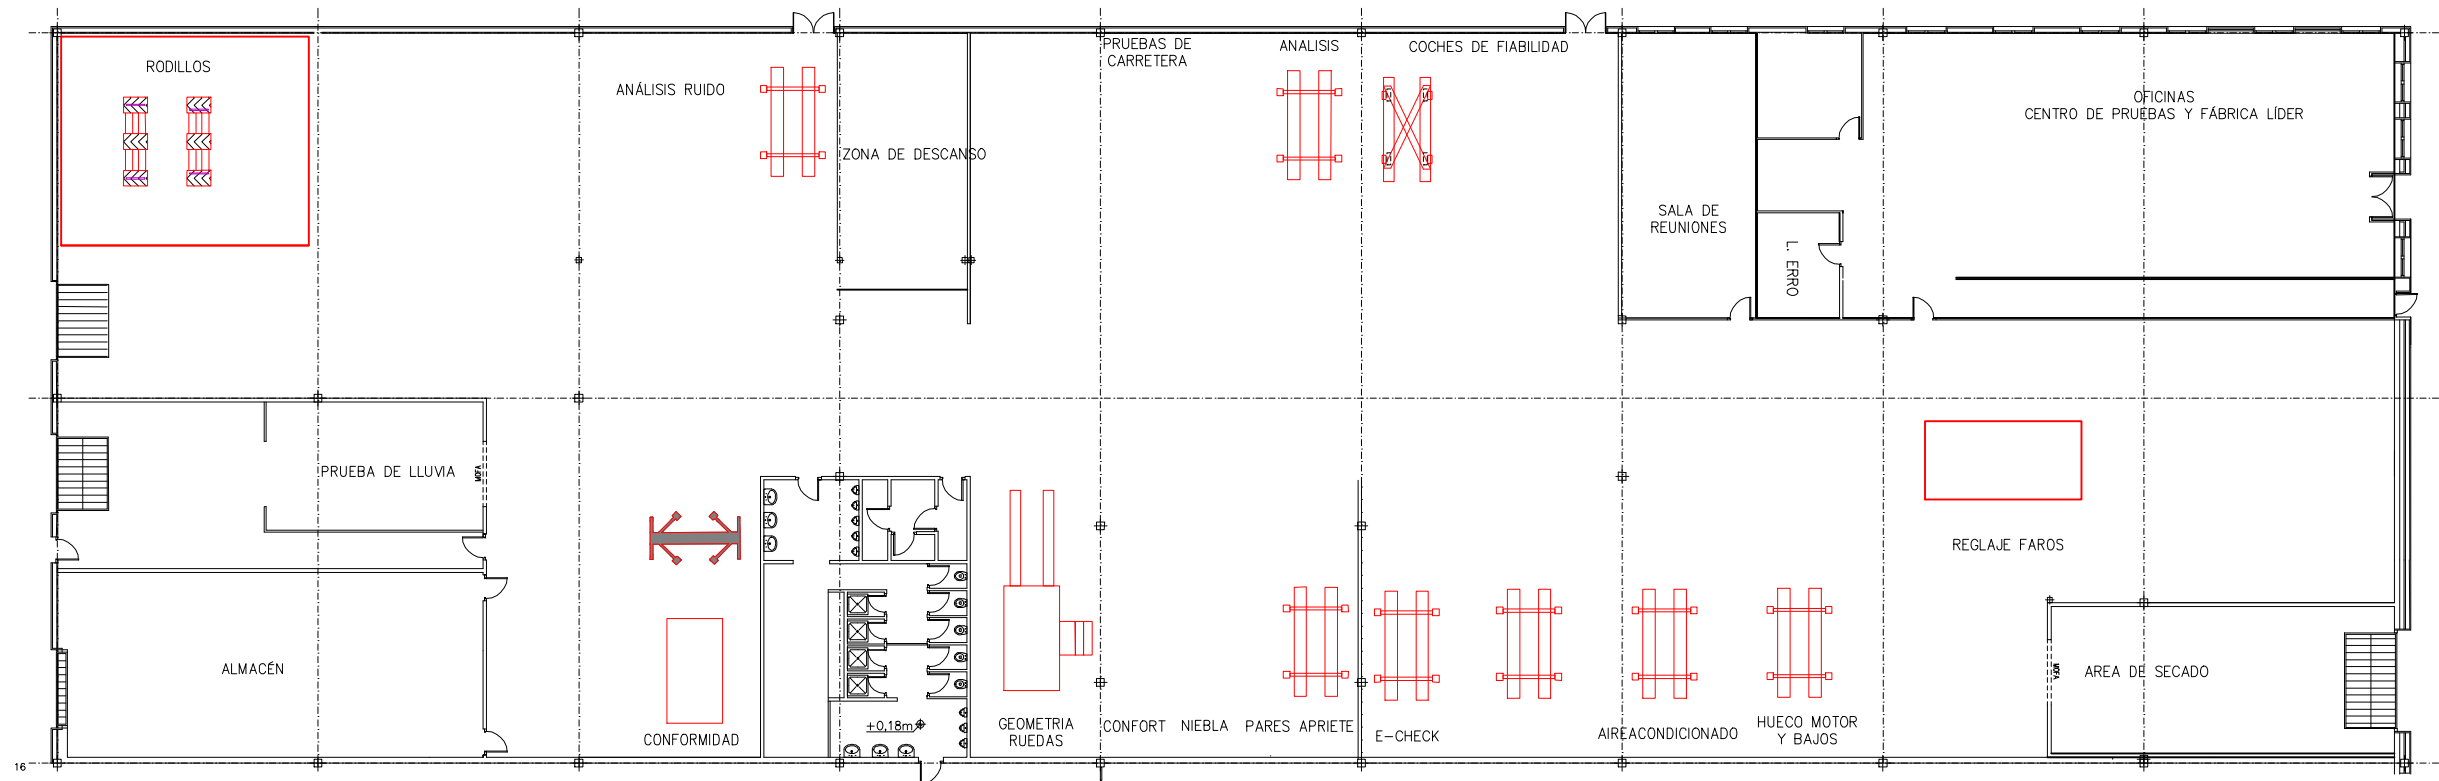 RODILLOS
ANÁLISIS RUIDO
ZONA DE DESCANSO
PRUEBAS DE
CARRETERA
ANALISIS
COCHES DE FIABILIDAD
SALA DE
REUNIONES
L. ERRO
OFICINAS
CENTRO DE PRUEBAS Y FÁBRICA LÍDER
PRUEBA DE LLUVIA
MOFA
REGLAJE FAROS
ALMACÉN
CONFORMIDAD
+0,18m
GEOMETRIA
RUEDAS
CONFORT
NIEBLA
PARES APRIETE
E-CHECK
AIREACONDICIONADO
HUECO MOTOR
Y BAJOS
MOFA
AREA DE SECADO
16